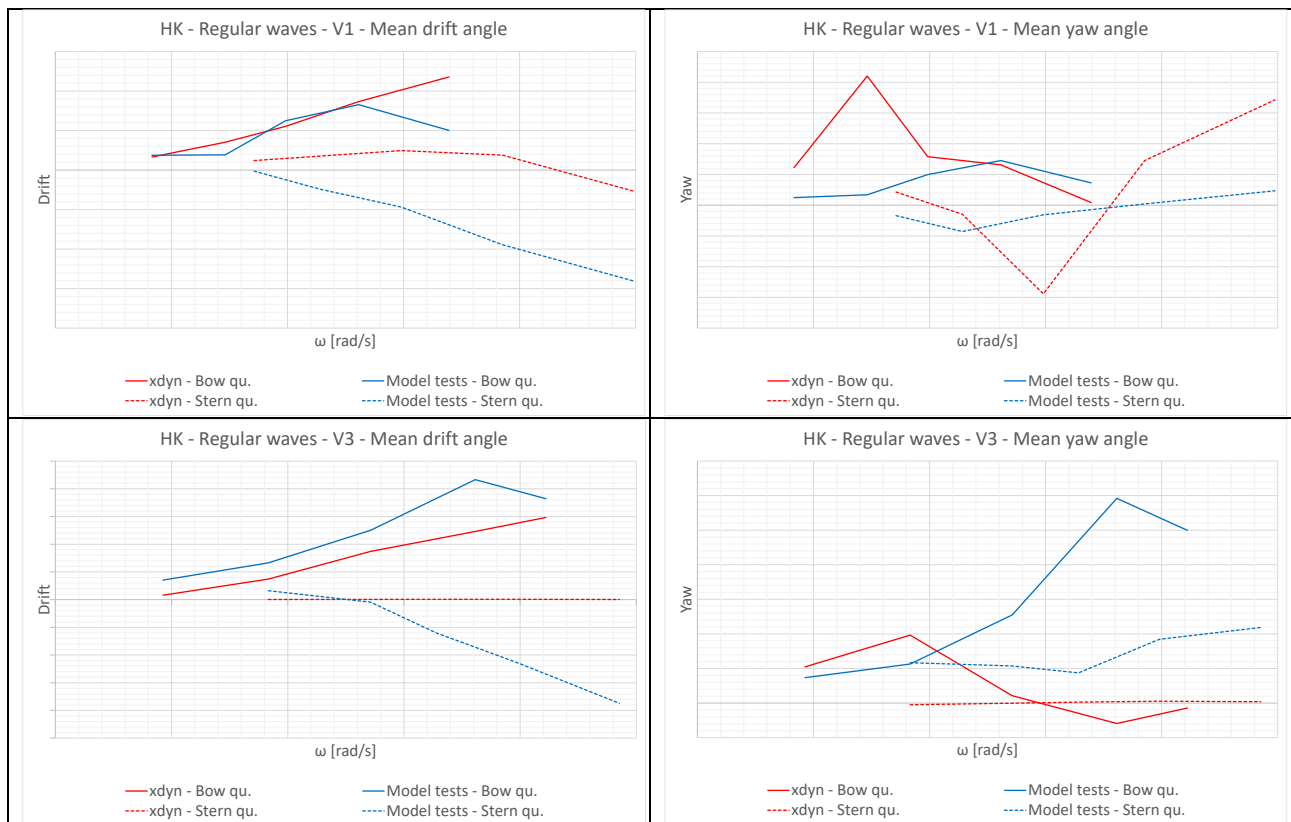 HK - Regular waves - V1 - Mean drift angle
Drift
ω [rad/s]
xdyn - Bow qu.
Model tests - Bow qu.
xdyn - Stern qu.
Model tests - Stern qu.
HK - Regular waves - V1 - Mean yaw angle
Yaw
ω [rad/s]
xdyn - Bow qu.
Model tests - Bow qu.
xdyn - Stern qu.
Model tests - Stern qu.
HK - Regular waves - V3 - Mean drift angle
Drift
ω [rad/s]
xdyn - Bow qu.
Model tests - Bow qu.
xdyn - Stern qu.
Model tests - Stern qu.
HK - Regular waves - V3 - Mean yaw angle
Yaw
ω [rad/s]
xdyn - Bow qu.
Model tests - Bow qu.
xdyn - Stern qu.
Model tests - Stern qu.